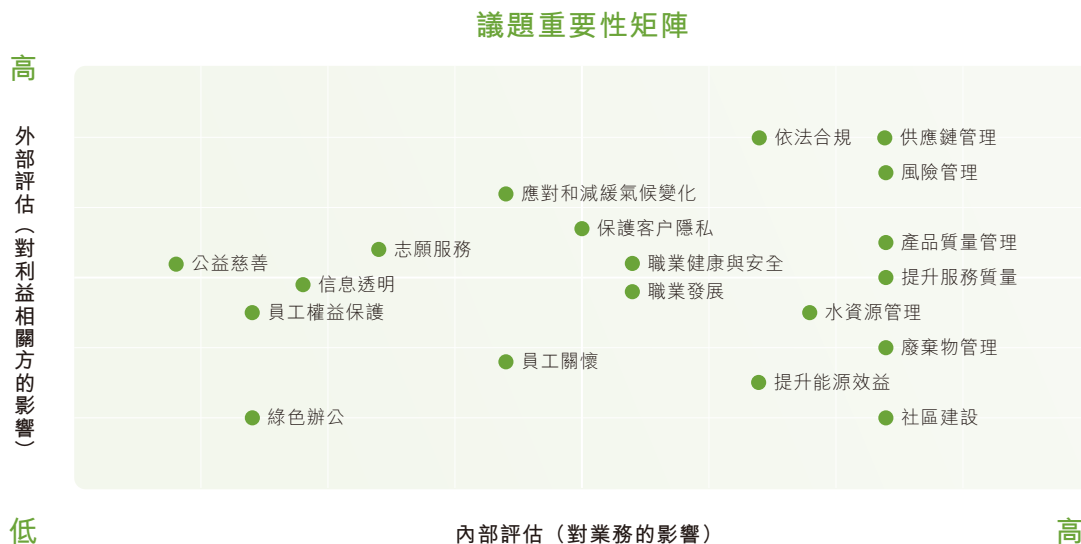 議題重要性矩陣
高
外部評估（對利益相關方的影響）
依法合規
供應鏈管理
風險管理
應對和減緩氣候變化
保護客户隱私
產品質量管理
志願服務
公益慈善
職業健康與安全
提升服務質量
信息透明
職業發展
員工權益保護
水資源管理
廢棄物管理
員工關懷
提升能源效益
綠色辦公
社區建設
低
內部評估（對業務的影響）
高